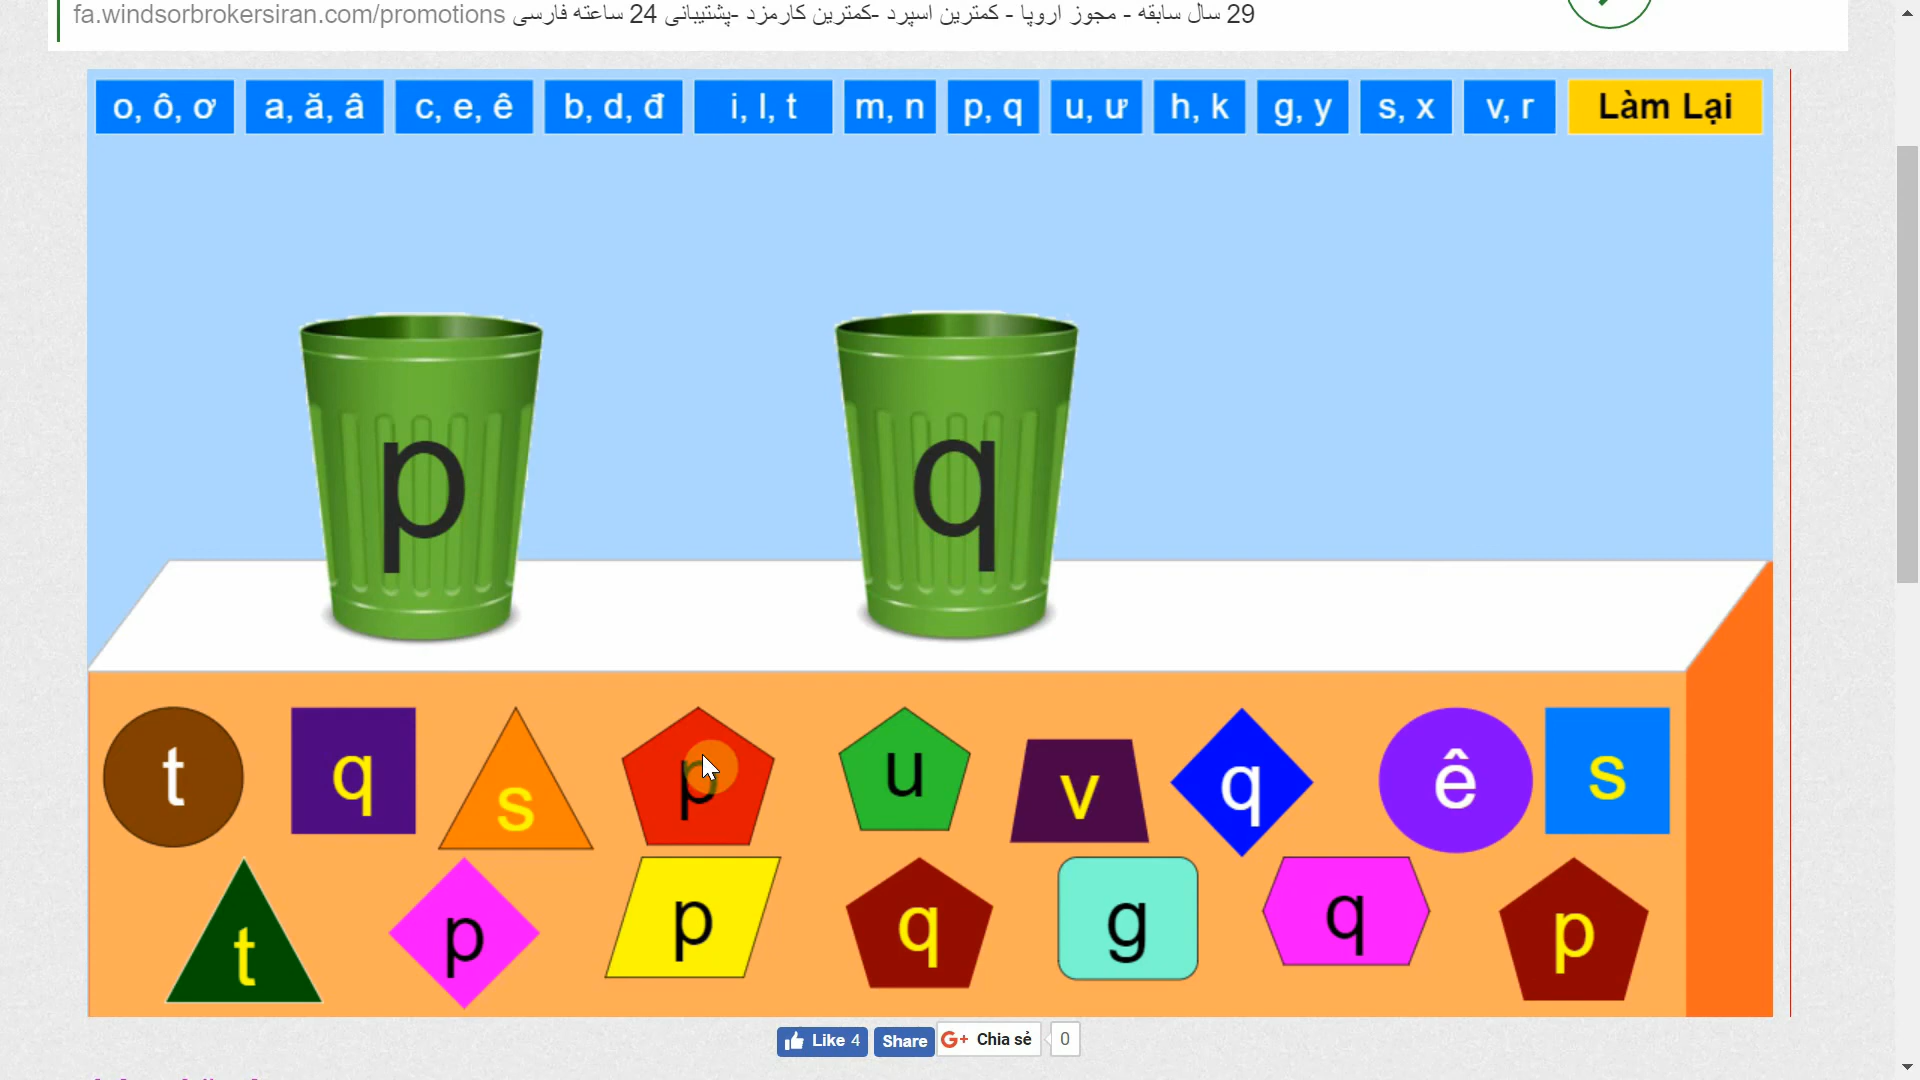 fa.windsorbrokersiran.com/promotions 29 سال سابقه - مجوز اروپا - کمترین اسپرد -کمترین کارمزد -پشتیبانی 24 ساعته فارسی
o, ô, ơ a, ă, â c, e, ê b, d, đ i, l, t m, n p, q u, ư h, k g, y s, x v, r Làm Lại
p q
t q s p u v q ê s
t p p q g q p
Like 4 Share G+ Chia sẻ 0